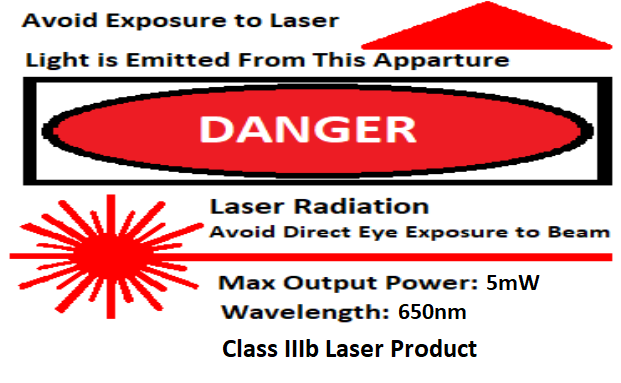 Avoid Exposure to Laser
Light is Emitted From This Apparture
DANGER
Laser Radiation
Avoid Direct Eye Exposure to Beam
Max Output Power: 5mW
Wavelength: 650nm
Class IIIb Laser Product